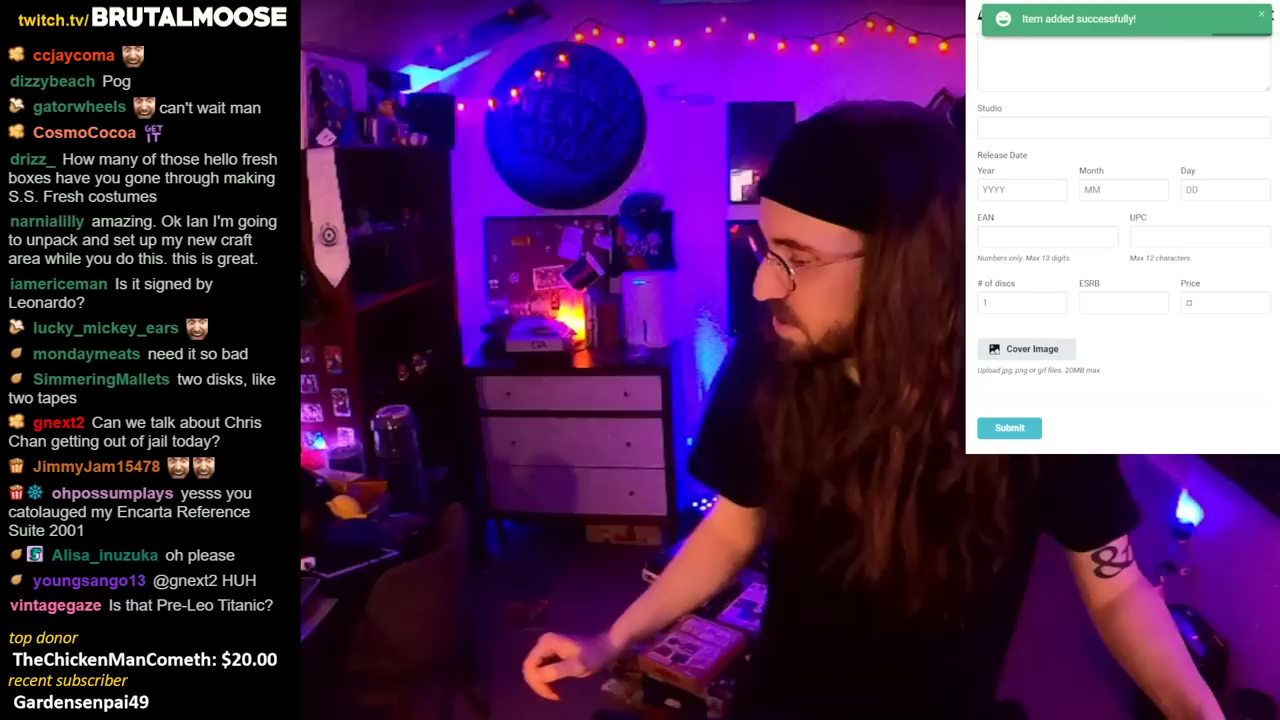 twitch.tv/BRUTALMOOSE
ccjaycoma
dizzybeach Pog
gatorwheels can't wait man
CosmoCocoa GET IT
drizz_ How many of those hello fresh
boxes have you gone through making
S.S. Fresh costumes
narnialilly amazing. Ok Ian I'm going
to unpack and set up my new craft
area while you do this. this is great.
iamericeman Is it signed by
Leonardo?
lucky_mickey_ears
mondaymeats need it so bad
SimmeringMallets two disks, like
two tapes
gnext2 Can we talk about Chris
Chan getting out of jail today?
JimmyJam15478
ohpossumplays yesss you
catolauged my Encarta Reference
Suite 2001
Alisa_inuzuka oh please
youngsango13 @gnext2 HUH
vintagegaze Is that Pre-Leo Titanic?
top donor
TheChickenManCometh: $20.00
recent subscriber
Gardensenpai49
Item added successfully!
Studio
Release Date
Year Month Day
YYYY MM DD
EAN UPC
Numbers only. Max 13 digits. Max 12 characters.
# of discs ESRB Price
1
Cover Image
Upload jpg, png or gif files. 20MB max.
Submit
&